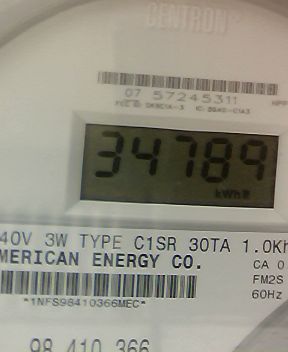 CENTRON
07 57245311
34789
kWh
40V 3W TYPE C1SR 30TA 1.0Kh
MERICAN ENERGY CO.
CA 0
FM2S
60Hz
*1NFS98410366MEC*
98 410 366